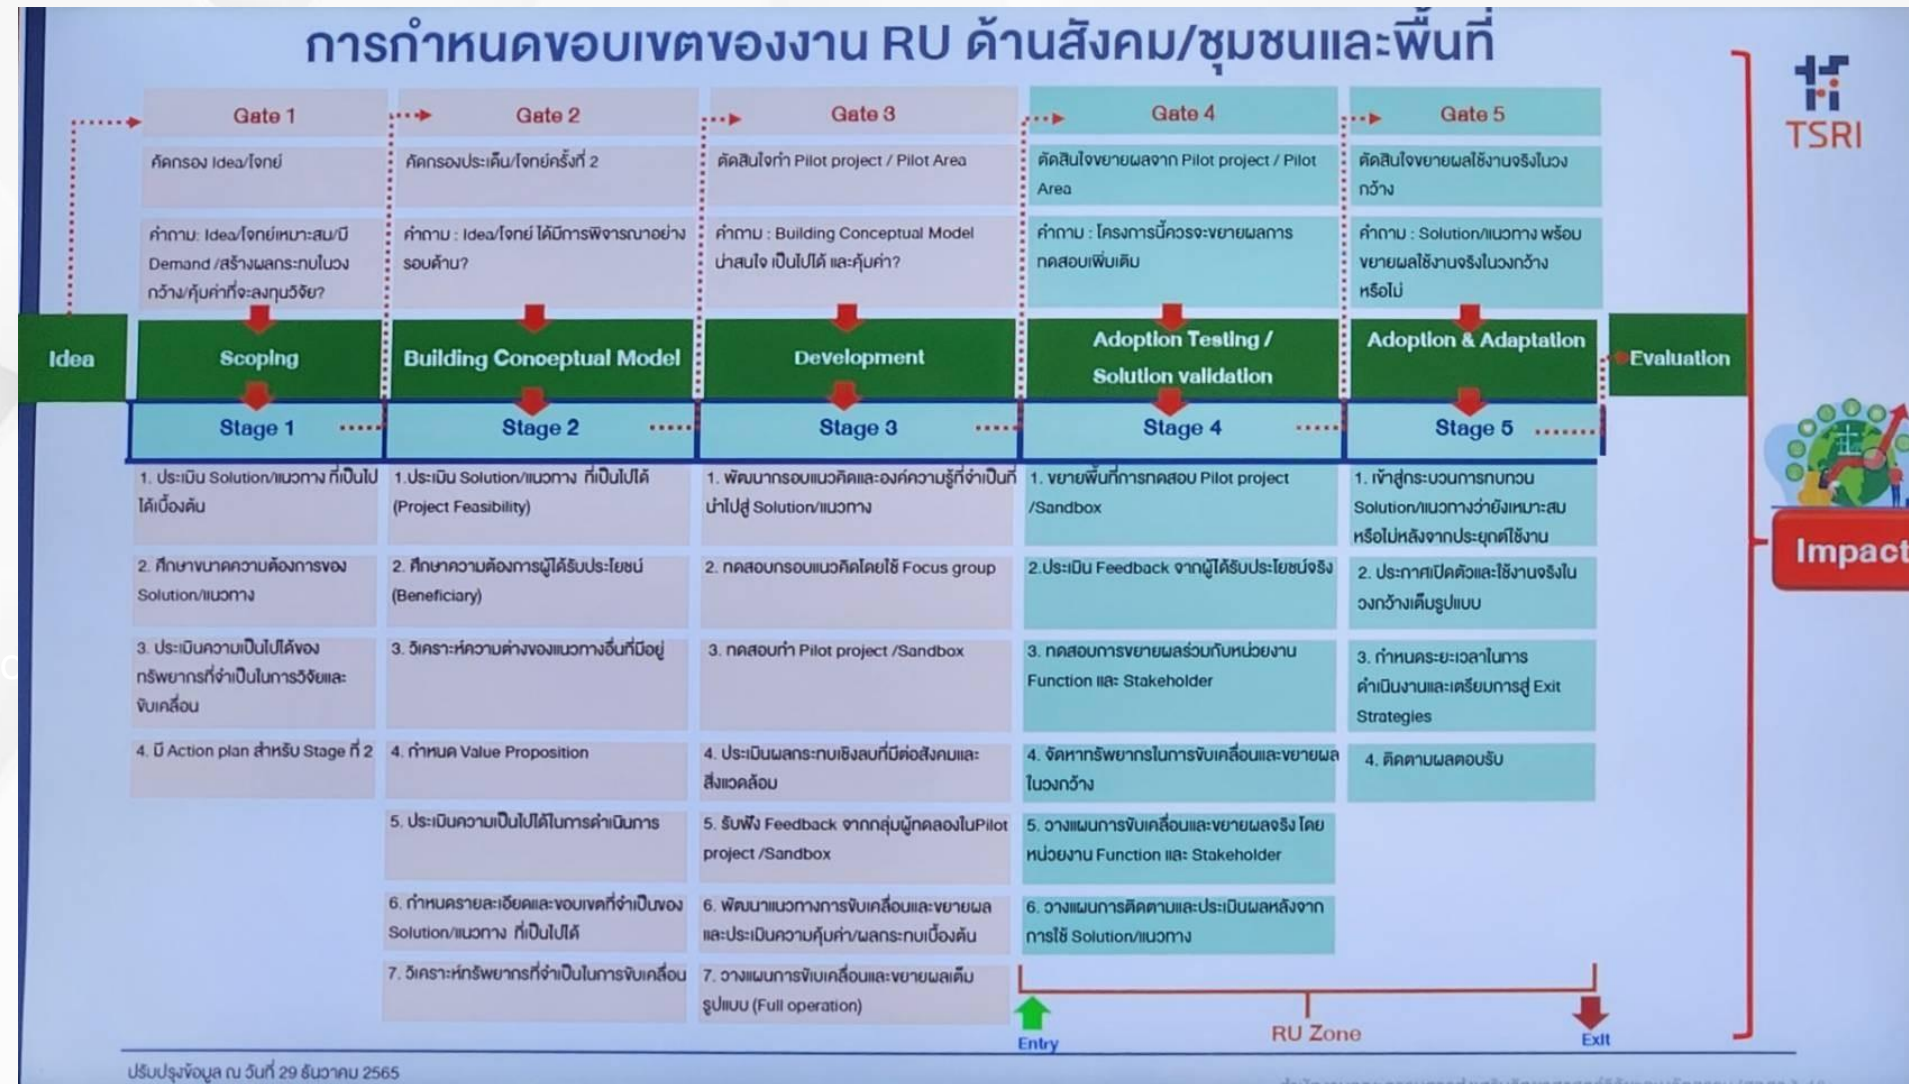 การกำหนดขอบเขตของงาน RU ด้านสังคม/ชุมชนและพื้นที่
TSRI
Gate 1
คัดกรอง Idea/โจทย์
คำถาม: Idea/โจทย์เหมาะสม/มี
Demand /สร้างผลกระทบในวง
กว้าง/คุ้มค่าที่จะลงทุนวิจัย?
Gate 2
คัดกรองประเด็น/โจทย์ครั้งที่ 2
คำถาม : Idea/โจทย์ ได้มีการพิจารณาอย่าง
รอบด้าน?
Gate 3
ตัดสินใจทำ Pilot project / Pilot Area
คำถาม : Building Conceptual Model
น่าสนใจ เป็นไปได้ และคุ้มค่า?
Gate 4
ตัดสินใจขยายผลจาก Pilot project / Pilot
Area
คำถาม : โครงการนี้ควรจะขยายผลการ
ทดสอบเพิ่มเติม
Gate 5
ตัดสินใจขยายผลใช้งานจริงในวง
กว้าง
คำถาม : Solution/แนวทาง พร้อม
ขยายผลใช้งานจริงในวงกว้าง
หรือไม่
Idea
Scoping
Building Conceptual Model
Development
Adoption Testing /
Solution validation
Adoption & Adaptation
Evaluation
Stage 1
Stage 2
Stage 3
Stage 4
Stage 5
1. ประเมิน Solution/แนวทาง ที่เป็นไป
ได้เบื้องต้น
2. ศึกษาขนาดความต้องการของ
Solution/แนวทาง
3. ประเมินความเป็นไปได้ของ
ทรัพยากรที่จำเป็นในการวิจัยและ
ขับเคลื่อน
4. มี Action plan สำหรับ Stage ที่ 2
1.ประเมิน Solution/แนวทาง ที่เป็นไปได้
(Project Feasibility)
2. ศึกษาความต้องการผู้ได้รับประโยชน์
(Beneficiary)
3. วิเคราะห์ความต่างของแนวทางอื่นที่มีอยู่
4. กำหนด Value Proposition
5. ประเมินความเป็นไปได้ในการดำเนินการ
6. กำหนดรายละเอียดและขอบเขตที่จำเป็นของ
Solution/แนวทาง ที่เป็นไปได้
7. วิเคราะห์ทรัพยากรที่จำเป็นในการขับเคลื่อน
1. พัฒนากรอบแนวคิดและองค์ความรู้ที่จำเป็นที่
นำไปสู่ Solution/แนวทาง
2. ทดสอบกรอบแนวคิดโดยใช้ Focus group
3. ทดสอบทำ Pilot project /Sandbox
4. ประเมินผลกระทบเชิงลบที่มีต่อสังคมและ
สิ่งแวดล้อม
5. รับฟัง Feedback จากกลุ่มผู้ทดลองในPilot
project /Sandbox
6. พัฒนาแนวทางการขับเคลื่อนและขยายผล
และประเมินความคุ้มค่า/ผลกระทบเบื้องต้น
7. วางแผนการขับเคลื่อนและขยายผลเต็ม
รูปแบบ (Full operation)
1. ขยายพื้นที่การทดสอบ Pilot project
/Sandbox
2.ประเมิน Feedback จากผู้ได้รับประโยชน์จริง
3. ทดสอบการขยายผลร่วมกับหน่วยงาน
Function และ Stakeholder
4. จัดหาทรัพยากรในการขับเคลื่อนและขยายผล
ในวงกว้าง
5. วางแผนการขับเคลื่อนและขยายผลจริง โดย
หน่วยงาน Function และ Stakeholder
6. วางแผนการติดตามและประเมินผลหลังจาก
การใช้ Solution/แนวทาง
1. เข้าสู่กระบวนการทบทวน
Solution/แนวทางว่ายังเหมาะสม
หรือไม่หลังจากประยุกต์ใช้งาน
2. ประกาศเปิดตัวและใช้งานจริงใน
วงกว้างเต็มรูปแบบ
3. กำหนดระยะเวลาในการ
ดำเนินงานและเตรียมการสู่ Exit
Strategies
4. ติดตามผลตอบรับ
Impact
Entry
RU Zone
Exit
ปรับปรุงข้อมูล ณ วันที่ 29 ธันวาคม 2565